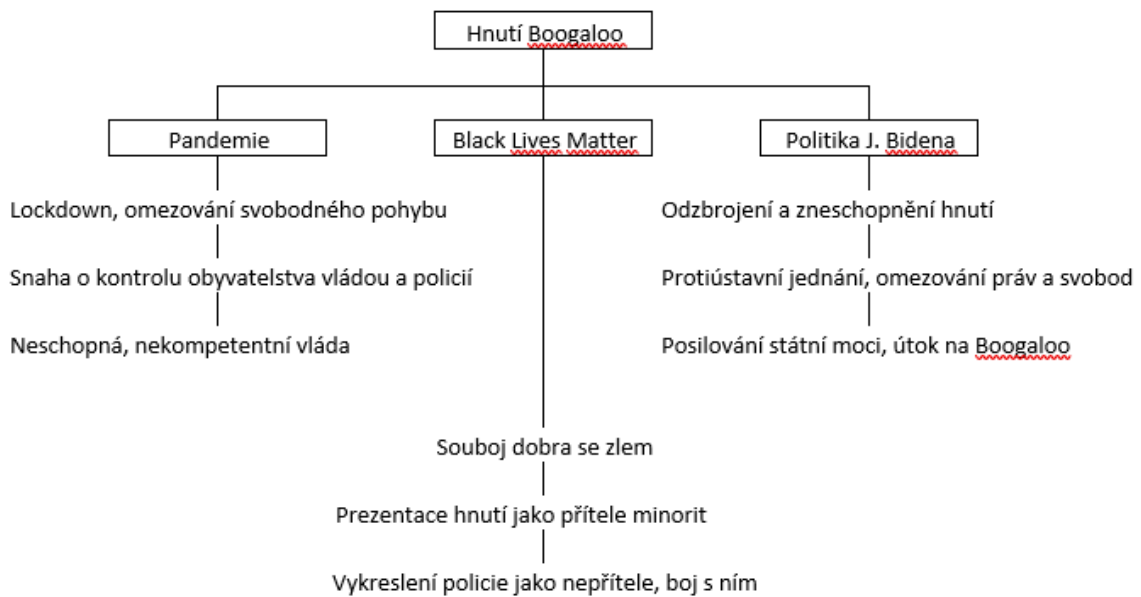 Hnutí Boogaloo
Pandemie
Black Lives Matter
Politika J. Bidena
Lockdown, omezování svobodného pohybu
Odzbrojení a zneschopnění hnutí
Snaha o kontrolu obyvatelstva vládou a policií
Protiústavní jednání, omezování práv a svobod
Neschopná, nekompetentní vláda
Posilování státní moci, útok na Boogaloo
Souboj dobra se zlem
Prezentace hnutí jako přítele minorit
Vykreslení policie jako nepřítele, boj s ním